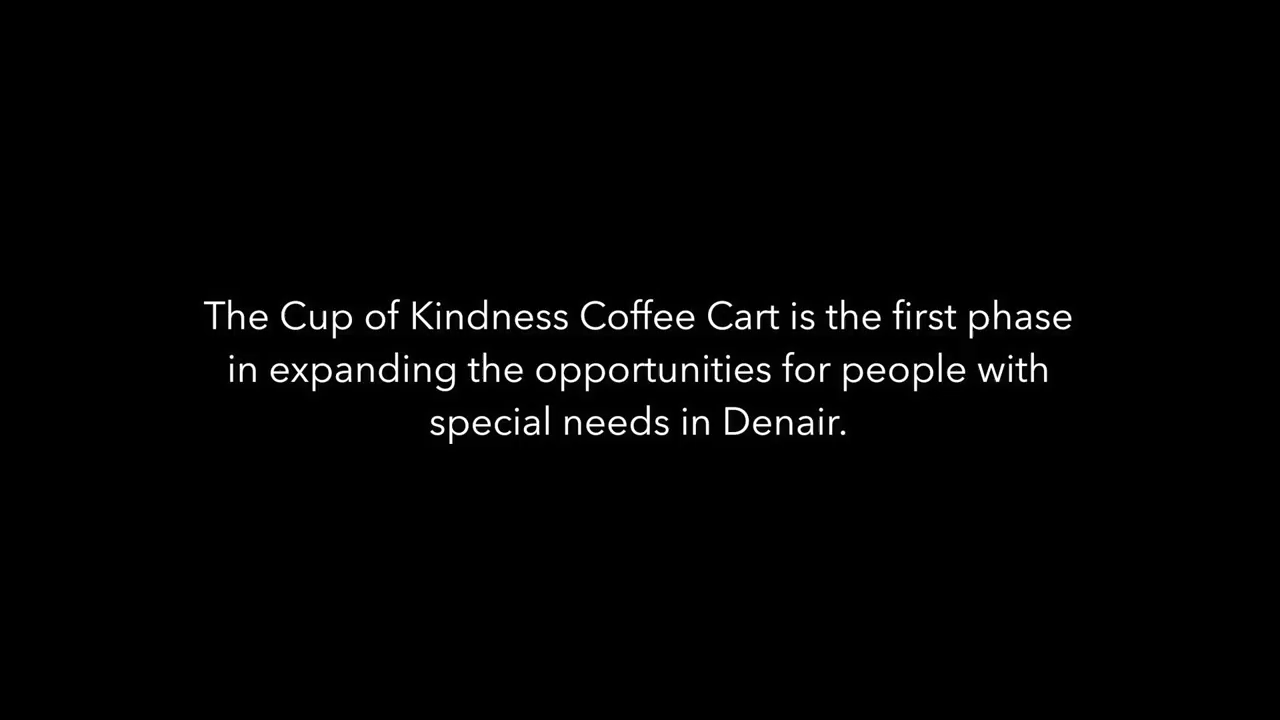 The Cup of Kindness Coffee Cart is the first phase
in expanding the opportunities for people with
special needs in Denair.